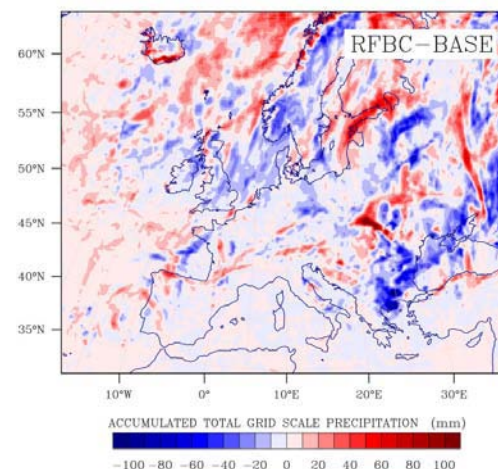 RFBC-BASE
60°N
55°N
50°N
45°N
40°N
35°N
10°W 0° 10°E 20°E 30°E
ACCUMULATED TOTAL GRID SCALE PRECIPITATION (mm)
-100 -80 -60 -40 -20 0 20 40 60 80 100